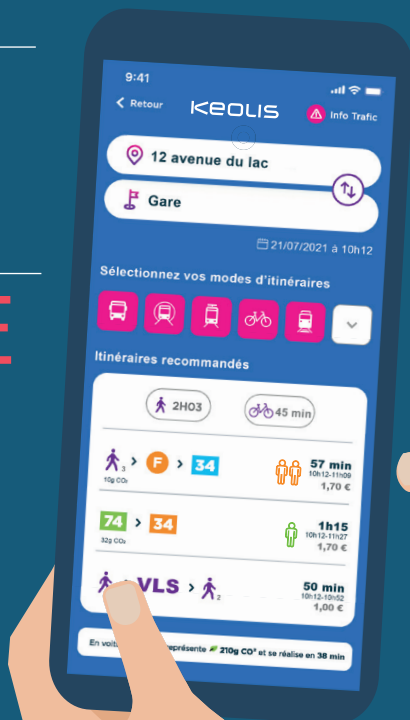 9:41
Retour KEOLIS Info Trafic
12 avenue du lac
Gare
21/07/2021 à 10h12
Sélectionnez vos modes d'itinéraires
Itinéraires recommandés
2H03 45 min
3 > F > 34 57 min
10g CO₂ 10h12-11h09
1,70 €
74 > 34 1h15
32g CO₂ 10h12-11h27
1,70 €
VLS > 2 50 min
10h12-10h52
1,00 €
En représente 210g CO² et se réalise en 38 min